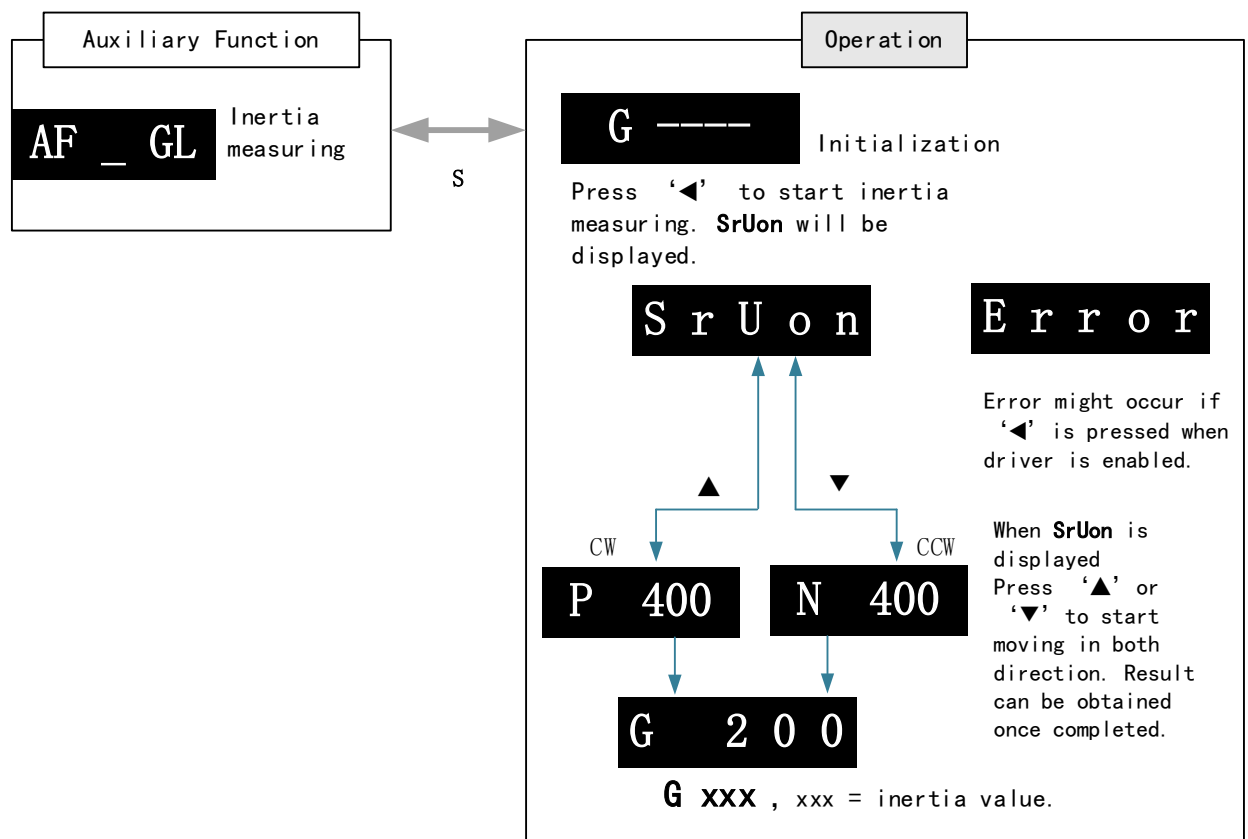 Auxiliary Function
Operation
AF _ GL
Inertia
measuring
S
G ----
Initialization
Press ‘◀’ to start inertia
measuring. SrUon will be
displayed.
S r U o n
E r r o r
Error might occur if
‘◀’ is pressed when
driver is enabled.
▲
▼
CW
CCW
P 400
N 400
When SrUon is
displayed
Press ‘▲’ or
‘▼’ to start
moving in both
direction. Result
can be obtained
once completed.
G 2 0 0
G xxx , xxx = inertia value.